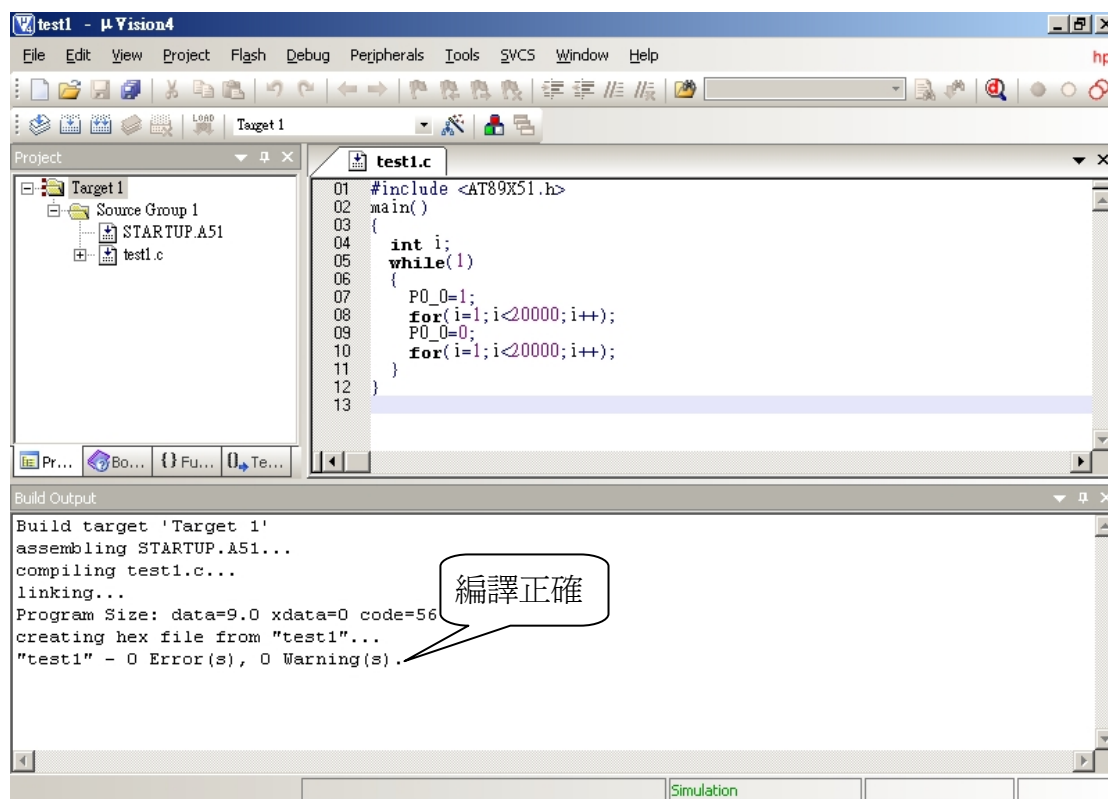 test1 - µVision4
File Edit View Project Flash Debug Peripherals Tools SVCS Window Help
LOAD Target 1
Project
test1.c
Target 1
Source Group 1
STARTUP.A51
test1.c
01 #include <AT89X51.h>
02 main()
03 {
04 int i;
05 while(1)
06 {
07 P0_0=1;
08 for(i=1;i<20000;i++);
09 P0_0=0;
10 for(i=1;i<20000;i++);
11 }
12 }
13
Pr... Bo... {} Fu... 0 Te...
Build Output
Build target 'Target 1'
assembling STARTUP.A51...
compiling test1.c...
linking...
Program Size: data=9.0 xdata=0 code=56
creating hex file from "test1"...
"test1" - 0 Error(s), 0 Warning(s).
編譯正確
Simulation